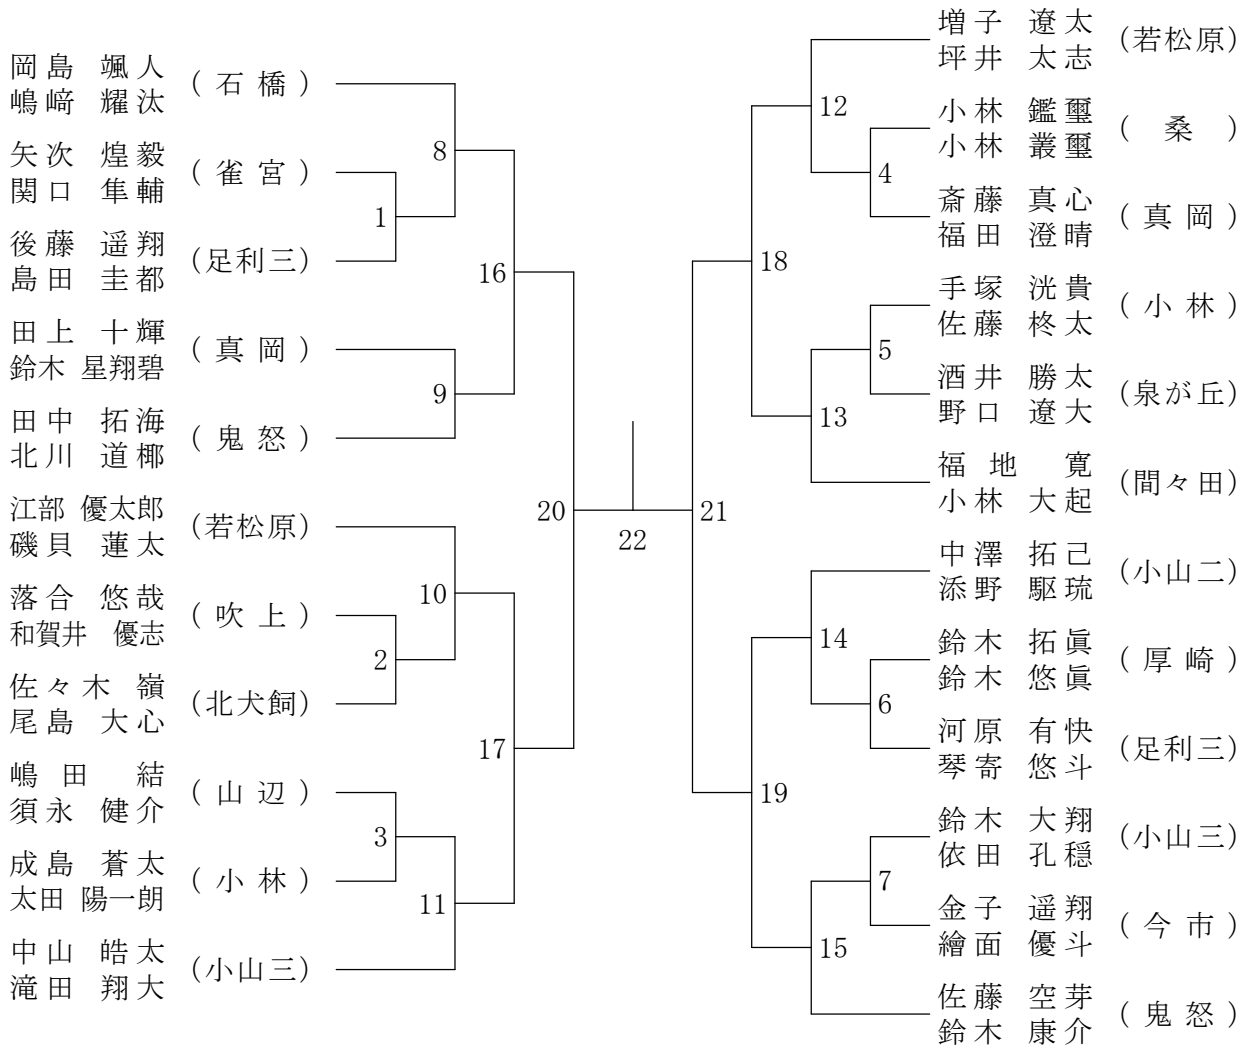 岡島 颯人
嶋﨑 耀汰
(石橋)
矢次 煌毅
関口 隼輔
(雀宮)
後藤 遥翔
島田 圭都
(足利三)
田上 十輝
鈴木 星翔碧
(真岡)
田中 拓海
北川 道椰
(鬼怒)
江部 優太郎
磯貝 蓮太
(若松原)
落合 悠哉
和賀井 優志
(吹上)
佐々木 嶺
尾島 大心
(北犬飼)
嶋田 結
須永 健介
(山辺)
成島 蒼太
太田 陽一朗
(小林)
中山 皓太
滝田 翔大
(小山三)
1
2
3
8
9
10
11
16
17
20
22
21
18
19
12
13
14
15
4
5
6
7
増子 遼太
坪井 太志
(若松原)
小林 鑑璽
小林 叢璽
(桑)
斎藤 真心
福田 澄晴
(真岡)
手塚 洸貴
佐藤 柊太
(小林)
酒井 勝太
野口 遼大
(泉が丘)
福地 寛
小林 大起
(間々田)
中澤 拓己
添野 駆琉
(小山二)
鈴木 拓眞
鈴木 悠眞
(厚崎)
河原 有快
琴寄 悠斗
(足利三)
鈴木 大翔
依田 孔穏
(小山三)
金子 遥翔
繪面 優斗
(今市)
佐藤 空芽
鈴木 康介
(鬼怒)